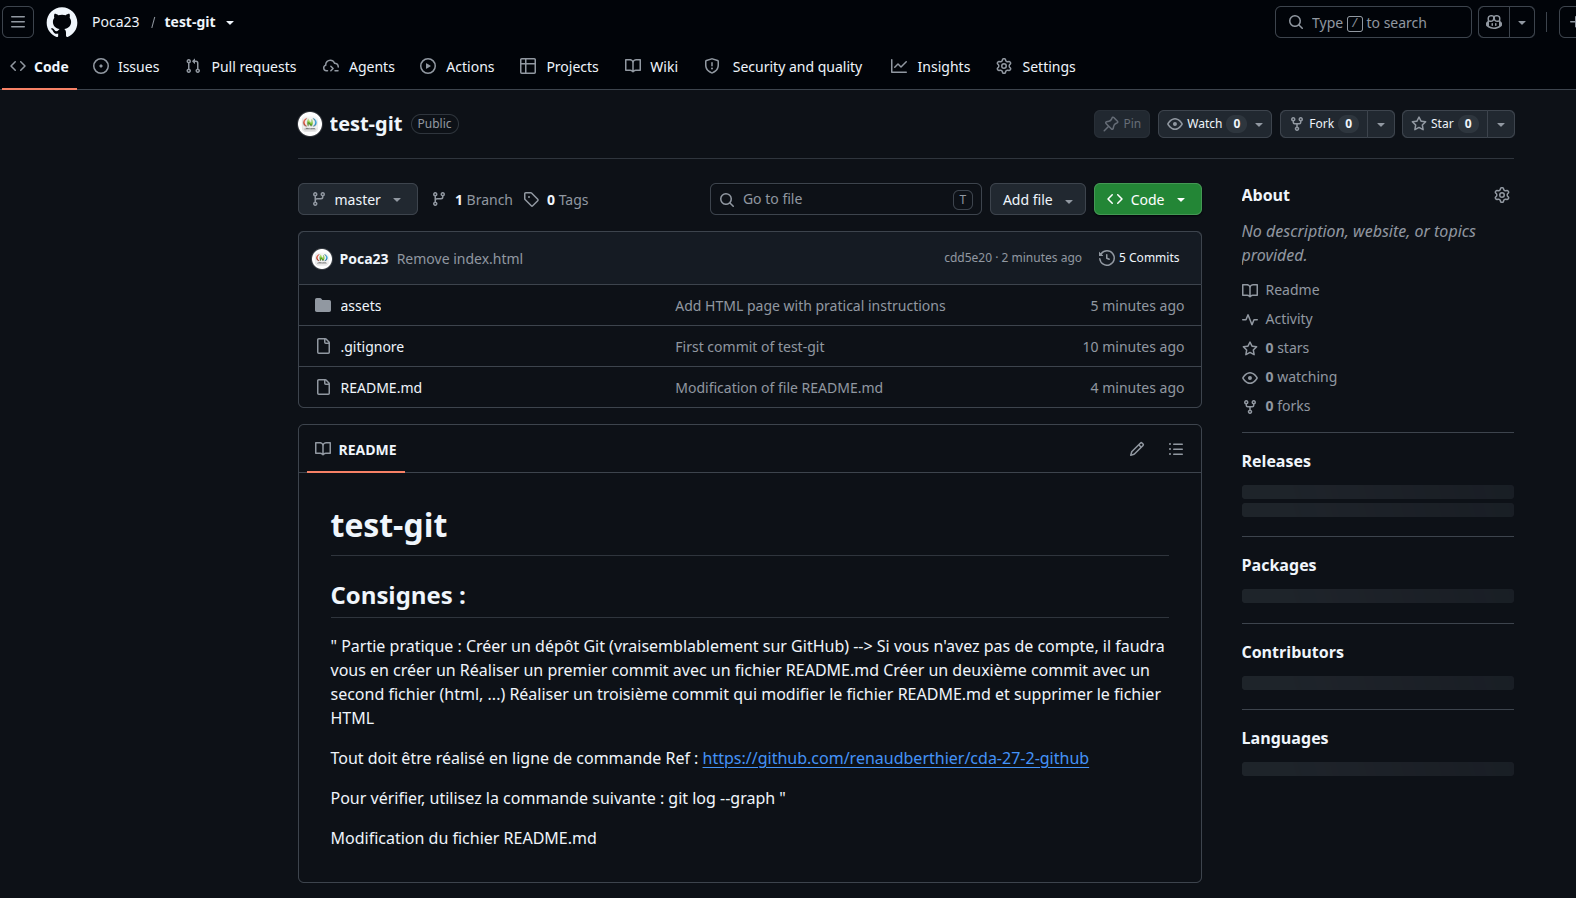 Poca23 / test-git
Type / to search
Code Issues Pull requests Agents Actions Projects Wiki Security and quality Insights Settings
test-git Public
Pin Watch 0 Fork 0 Star 0
master 1 Branch 0 Tags Go to file T Add file Code
Poca23 Remove index.html cdd5e20 · 2 minutes ago 5 Commits
assets Add HTML page with pratical instructions 5 minutes ago
.gitignore First commit of test-git 10 minutes ago
README.md Modification of file README.md 4 minutes ago
README
test-git
Consignes :
" Partie pratique : Créer un dépôt Git (vraisemblablement sur GitHub) --> Si vous n'avez pas de compte, il faudra
vous en créer un Réaliser un premier commit avec un fichier README.md Créer un deuxième commit avec un
second fichier (html, ...) Réaliser un troisième commit qui modifier le fichier README.md et supprimer le fichier
HTML
Tout doit être réalisé en ligne de commande Ref : https://github.com/renaudberthier/cda-27-2-github
Pour vérifier, utilisez la commande suivante : git log --graph "
Modification du fichier README.md
About
No description, website, or topics
provided.
Readme
Activity
0 stars
0 watching
0 forks
Releases
Packages
Contributors
Languages